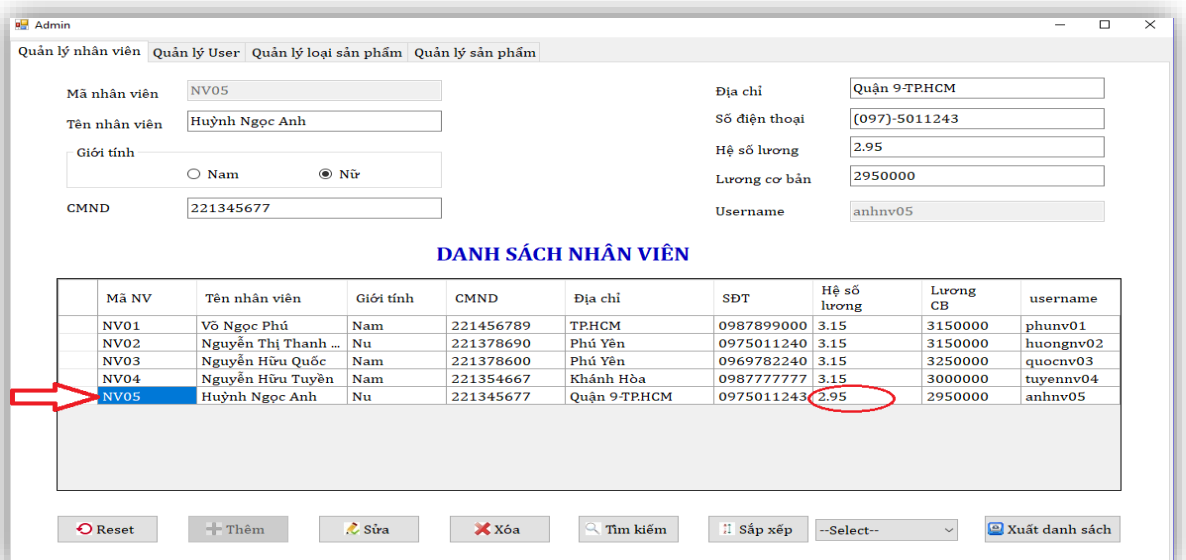 Admin
Quản lý nhân viên Quản lý User Quản lý loại sản phẩm Quản lý sản phẩm
Mã nhân viên NV05
Tên nhân viên Huỳnh Ngọc Anh
Giới tính
Nam Nữ
CMND 221345677
Địa chỉ Quận 9-TP.HCM
Số điện thoại (097)-5011243
Hệ số lương 2.95
Lương cơ bản 2950000
Username anhnv05
DANH SÁCH NHÂN VIÊN
Mã NV Tên nhân viên Giới tính CMND Địa chỉ SĐT Hệ số lương Lương CB username
NV01 Võ Ngọc Phú Nam 221456789 TP.HCM 0987899000 3.15 3150000 phunv01
NV02 Nguyễn Thị Thanh ... Nu 221378690 Phú Yên 0975011240 3.15 3150000 huongnv02
NV03 Nguyễn Hữu Quốc Nam 221378600 Phú Yên 0969782240 3.15 3250000 quocnv03
NV04 Nguyễn Hữu Tuyền Nam 221354667 Khánh Hòa 0987777777 3.15 3000000 tuyennv04
NV05 Huỳnh Ngọc Anh Nu 221345677 Quận 9-TP.HCM 0975011243 2.95 2950000 anhnv05
Reset Thêm Sửa Xóa Tìm kiếm Sắp xếp --Select-- Xuất danh sách